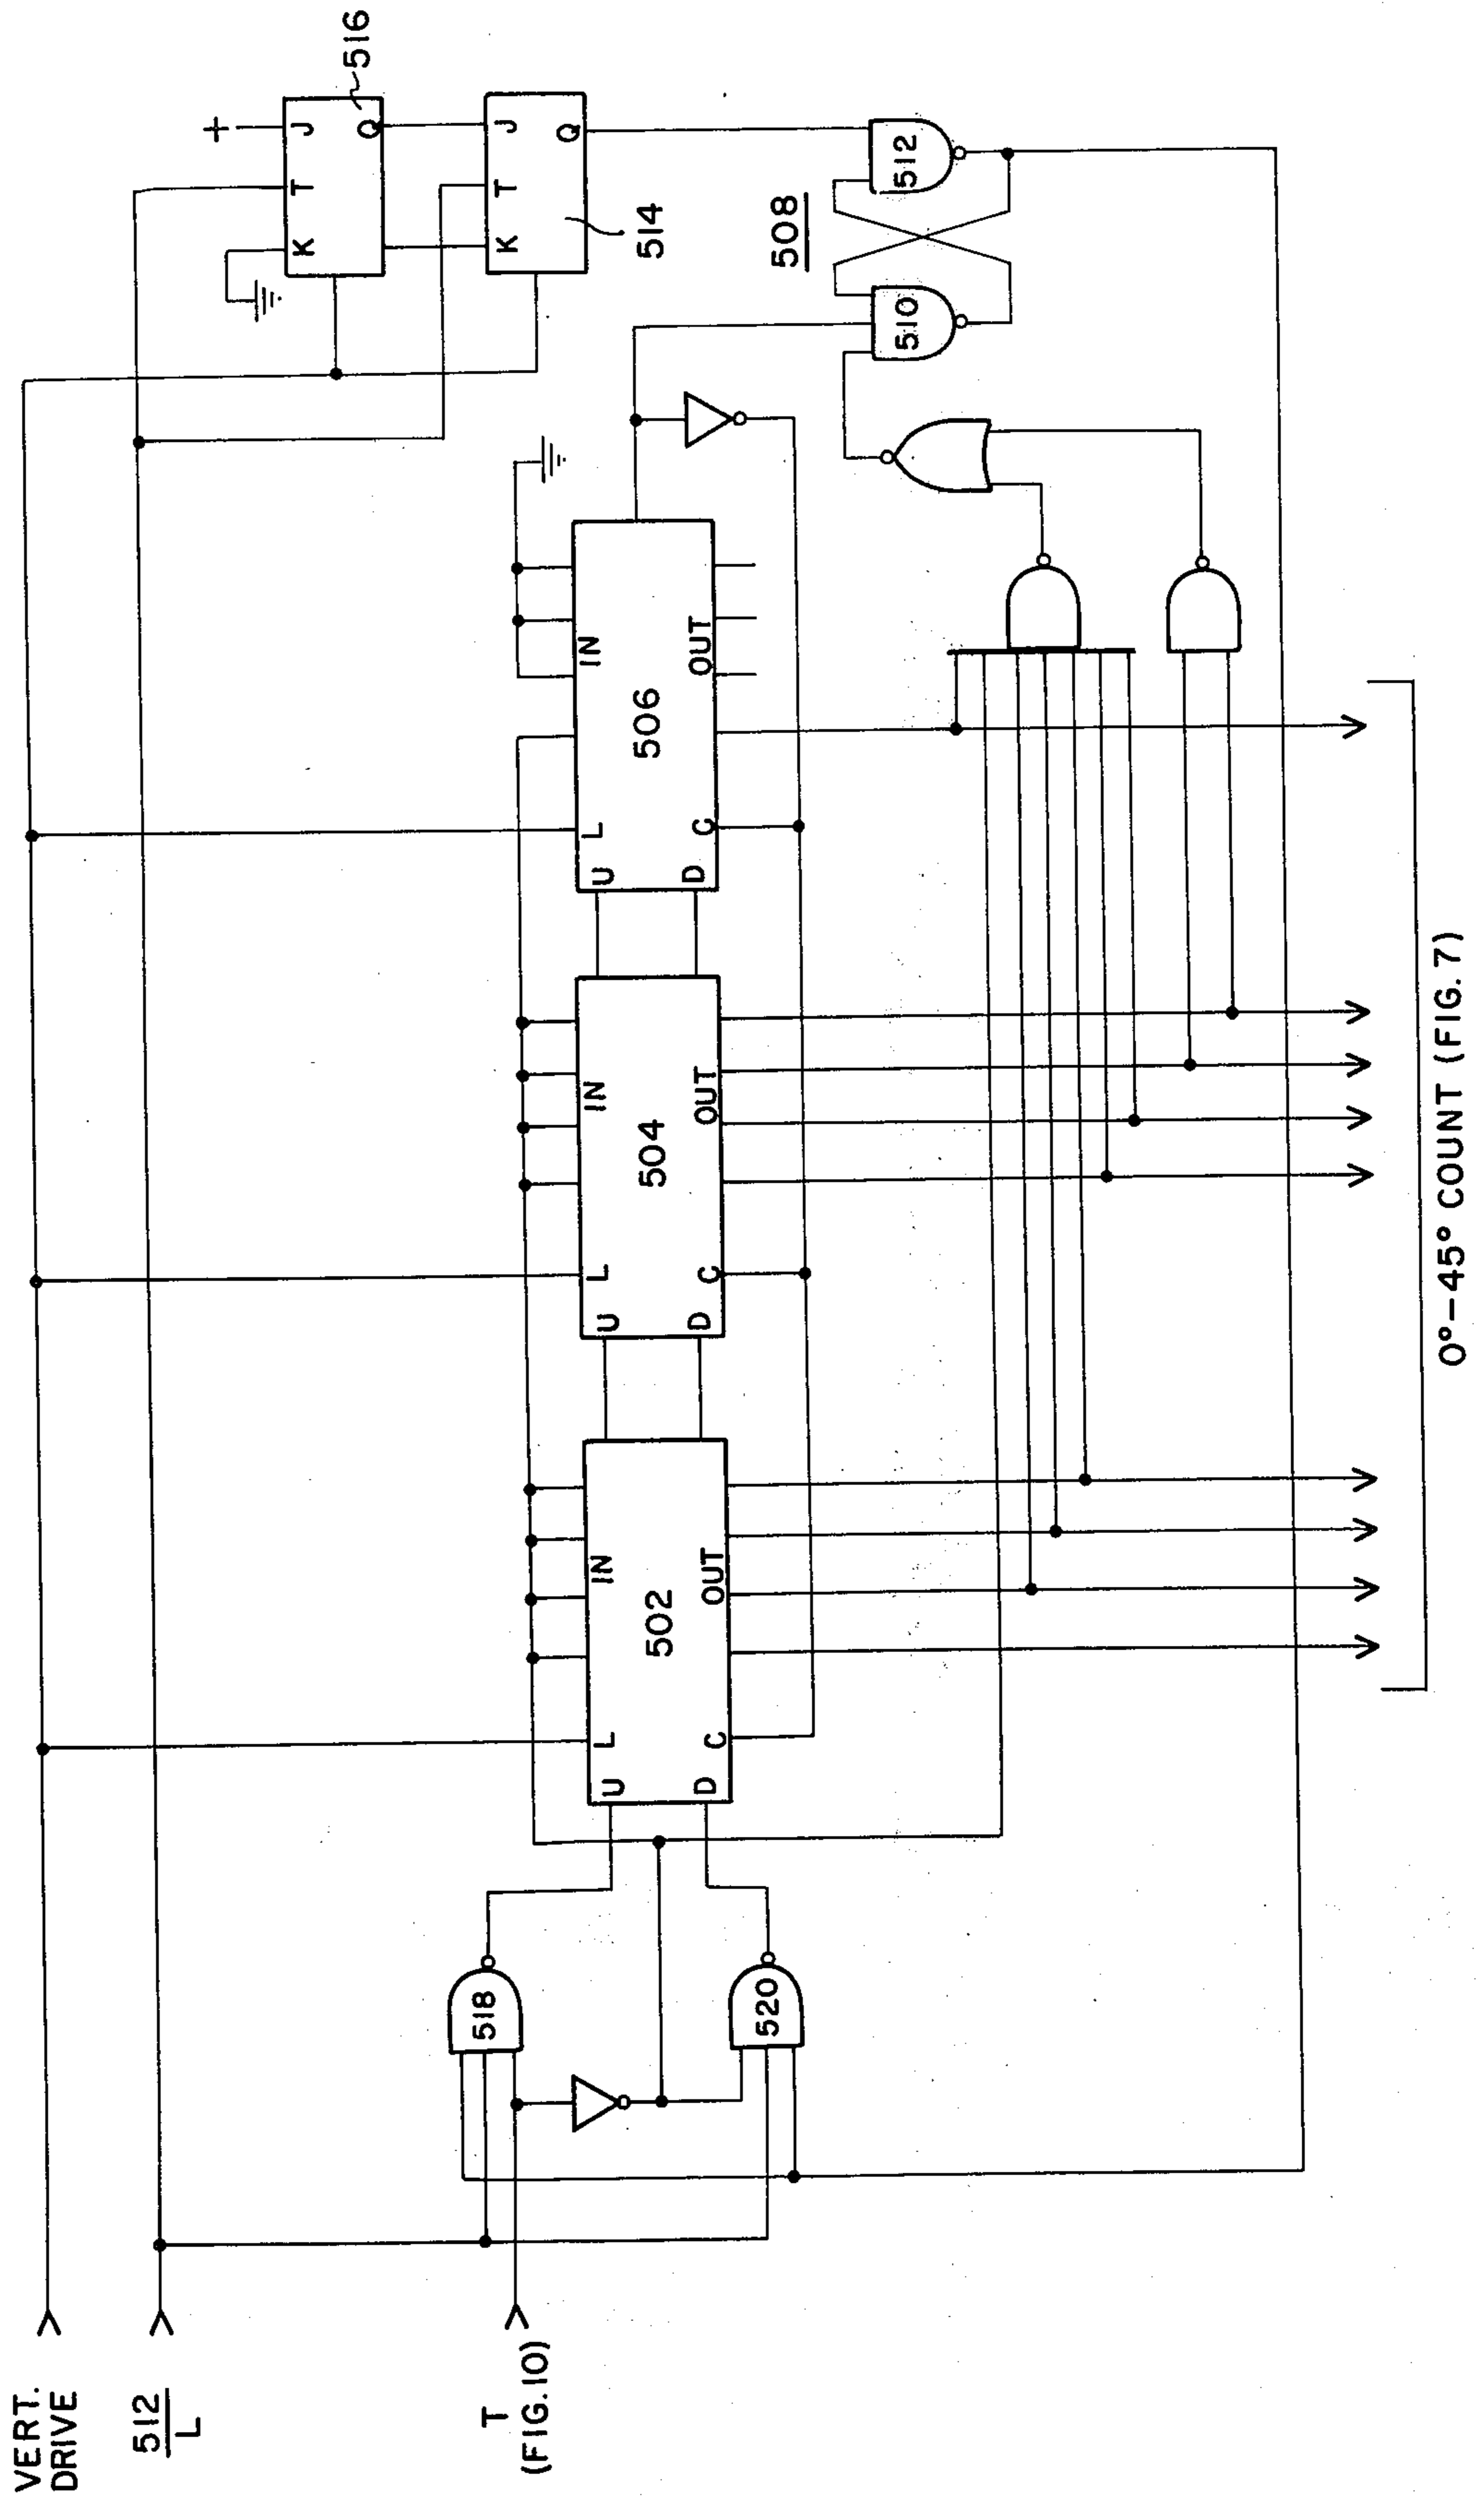 VERT.
DRIVE
512
L
T
(FIG. 10)
518
520
U
D
L
C
IN
OUT
502
U
D
L
C
IN
OUT
504
U
D
L
C
IN
OUT
506
+
J
T
K
Q
516
J
T
K
Q
514
508
510
512
0°-45° COUNT (FIG. 7)